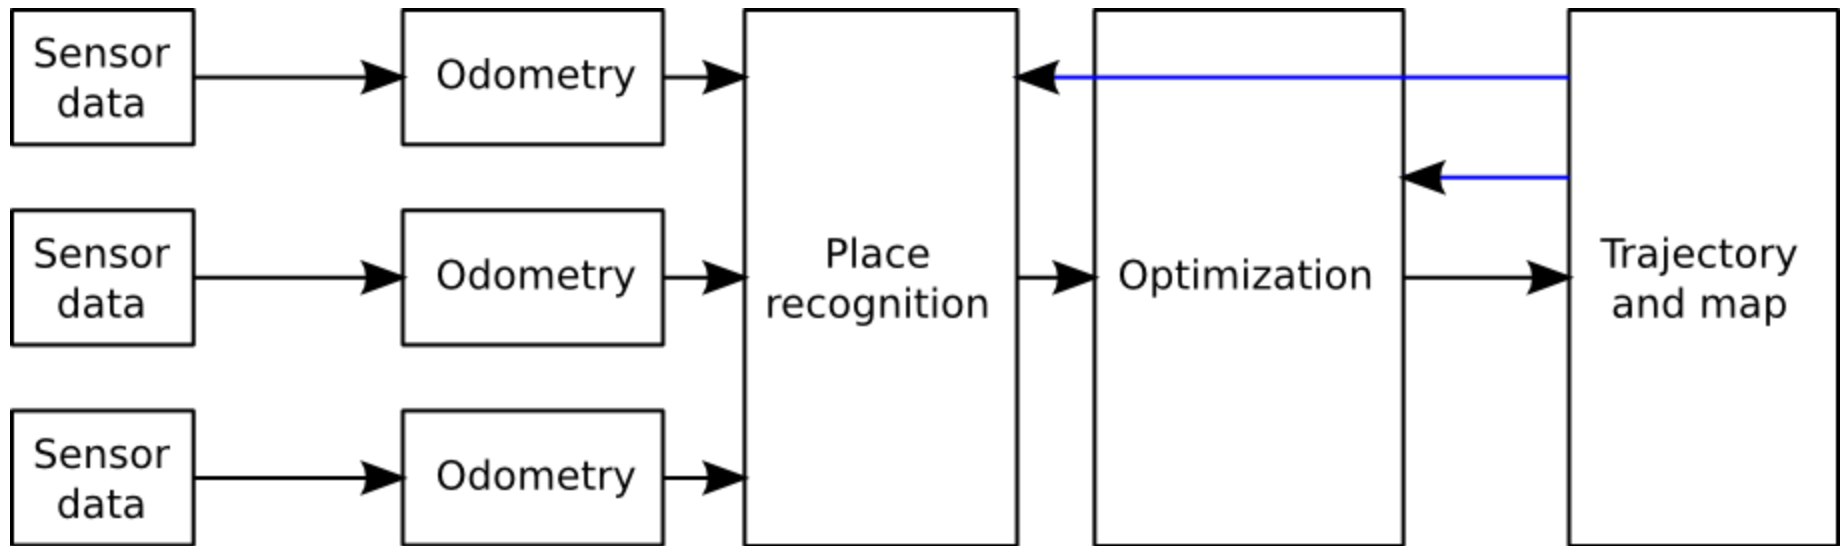 Sensor
data
Odometry
Sensor
data
Odometry
Sensor
data
Odometry
Place
recognition
Optimization
Trajectory
and map